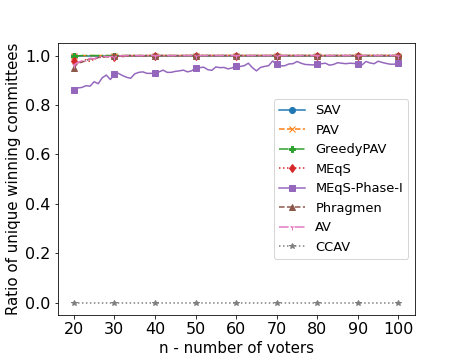 Ratio of unique winning committees
1.0
0.8
0.6
0.4
0.2
0.0
SAV
PAV
GreedyPAV
MEqS
MEqS-Phase-I
Phragmen
AV
CCAV
20 30 40 50 60 70 80 90 100
n - number of voters